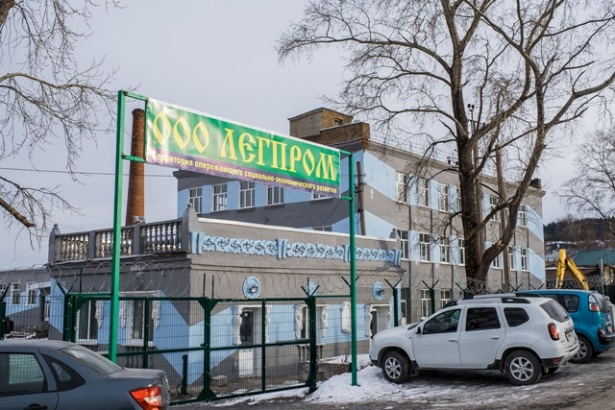 ООО ЛЕГПРОМ
территория опережающего социально-экономического развития